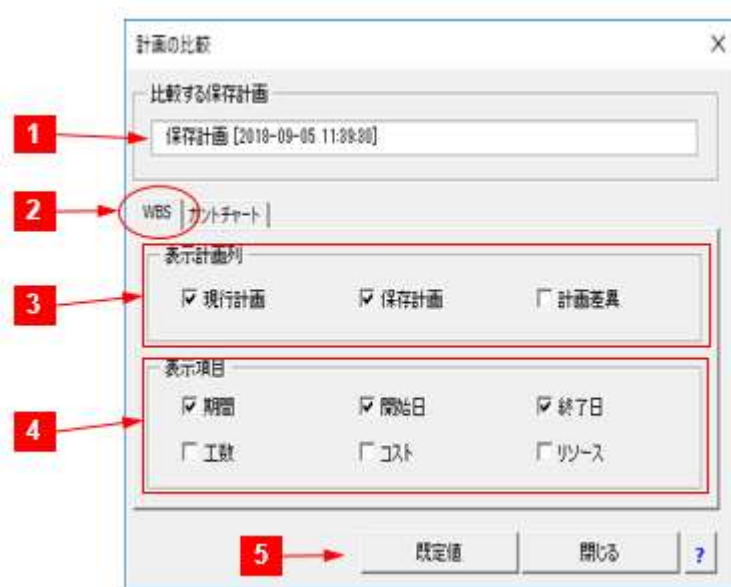 計画の比較
比較する保存計画
1
保存計画 [2018-09-05 11:39:30]
2
WBS ガントチャート
表示計画列
3
現行計画 保存計画 計画差異
表示項目
期間 開始日 終了日
4
工数 コスト リソース
5
既定値 閉じる ?